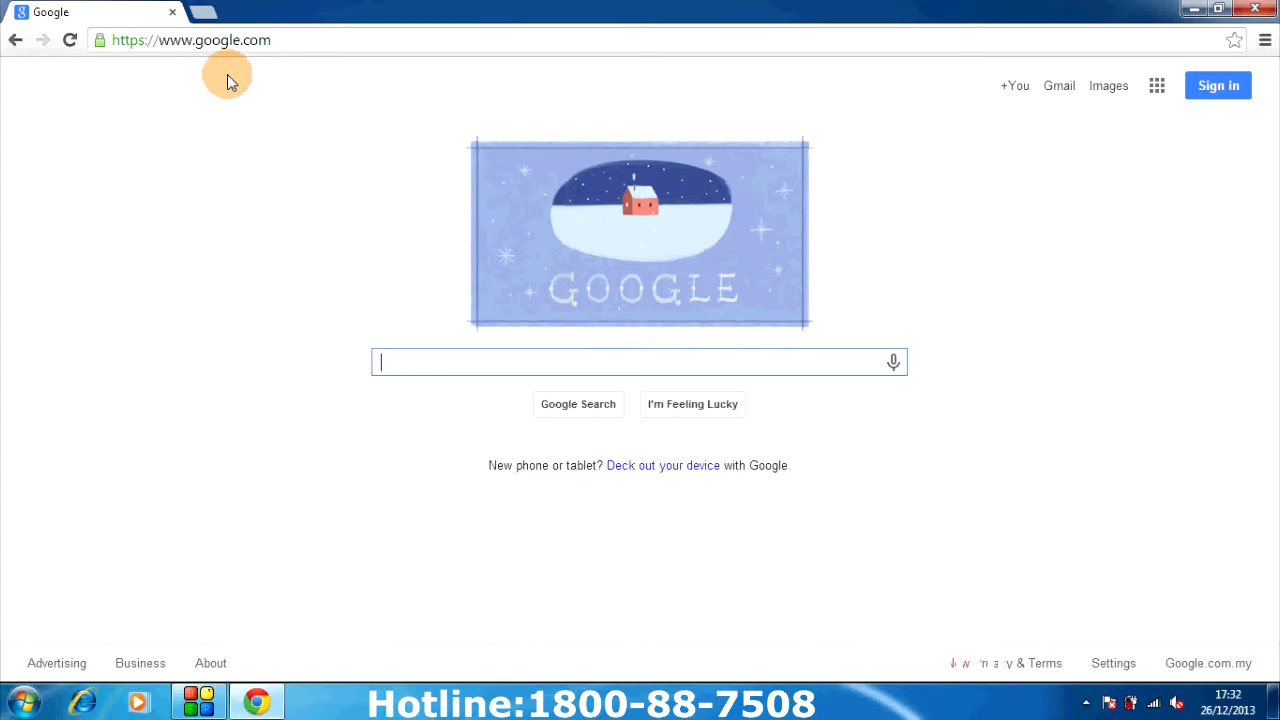 Google
https://www.google.com
+You Gmail Images Sign in
GOOGLE
Google Search I'm Feeling Lucky
New phone or tablet? Deck out your device with Google.
Advertising Business About & Terms Settings Google.com.my
Hotline:1800-88-7508
17:32
26/12/2013